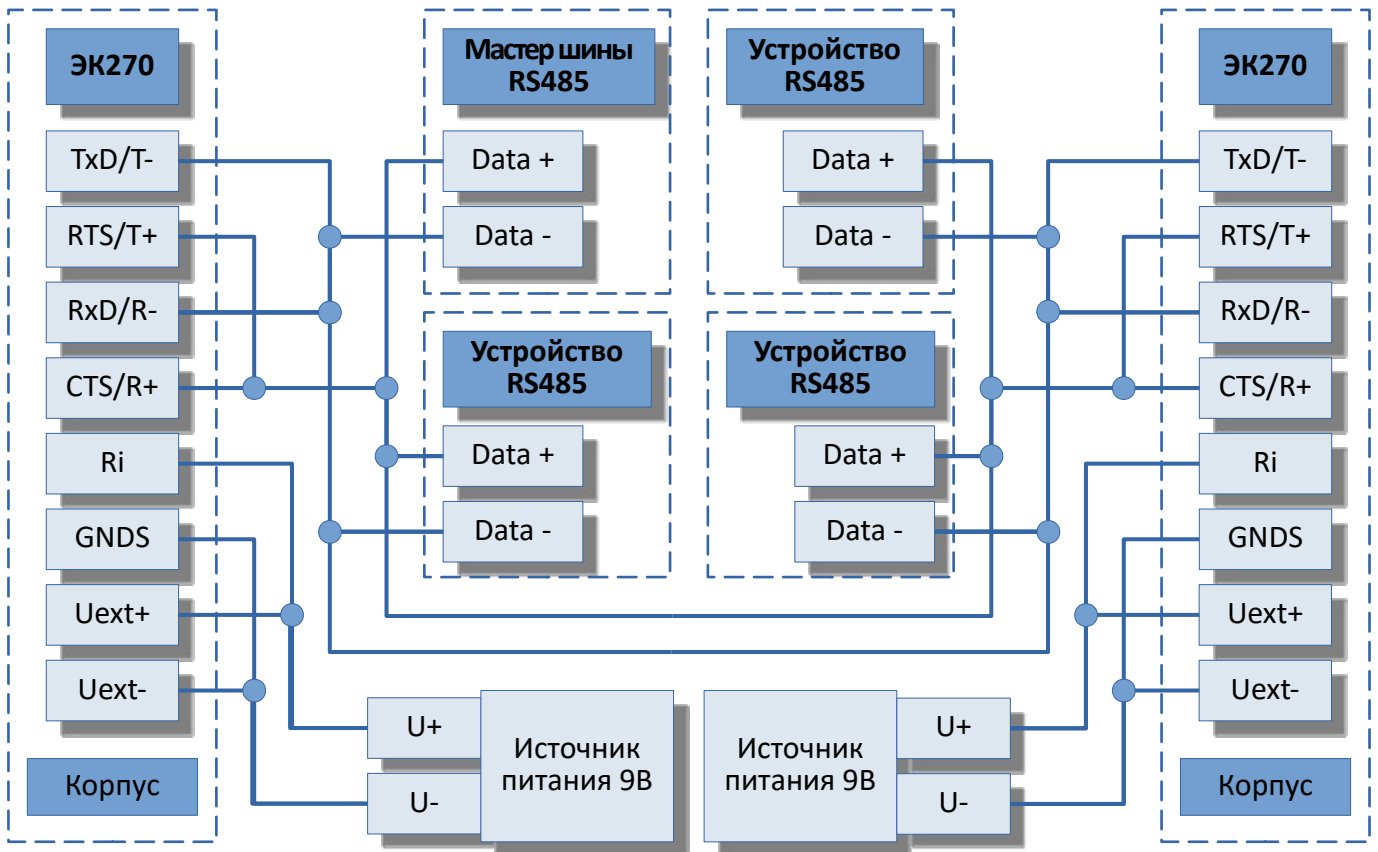 ЭК270
TxD/T-
RTS/T+
RxD/R-
CTS/R+
Ri
GNDS
Uext+
Uext-
Корпус
Мастер шины
RS485
Data +
Data -
Устройство
RS485
Data +
Data -
Устройство
RS485
Data +
Data -
Устройство
RS485
Data +
Data -
U+
U-
Источник
питания 9В
Источник
питания 9В
U+
U-
ЭК270
TxD/T-
RTS/T+
RxD/R-
CTS/R+
Ri
GNDS
Uext+
Uext-
Корпус